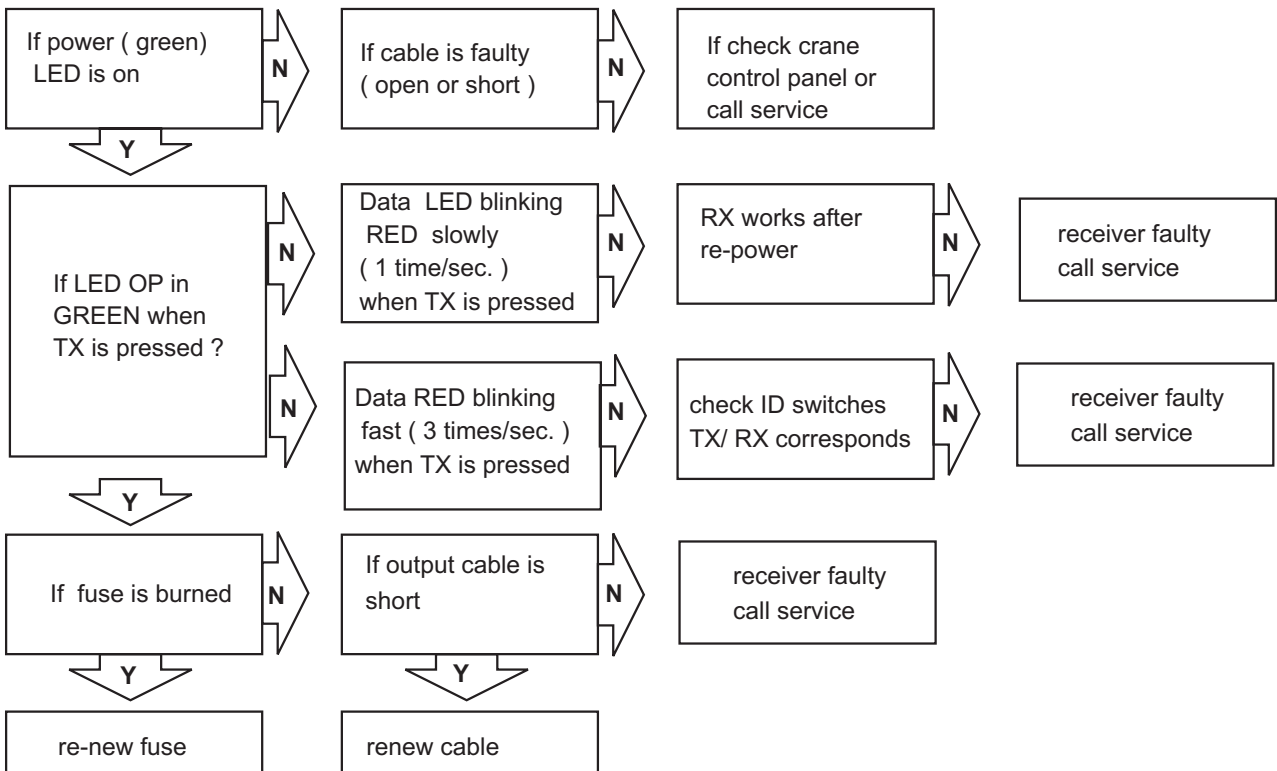 If power ( green)
LED is on
N
If cable is faulty
( open or short )
N
If check crane
control panel or
call service
Y
If LED OP in
GREEN when
TX is pressed ?
N
Data LED blinking
RED slowly
( 1 time/sec. )
when TX is pressed
N
RX works after
re-power
N
receiver faulty
call service
N
Data RED blinking
fast ( 3 times/sec. )
when TX is pressed
N
check ID switches
TX/ RX corresponds
N
receiver faulty
call service
Y
If fuse is burned
N
If output cable is
short
N
receiver faulty
call service
Y
Y
re-new fuse
renew cable